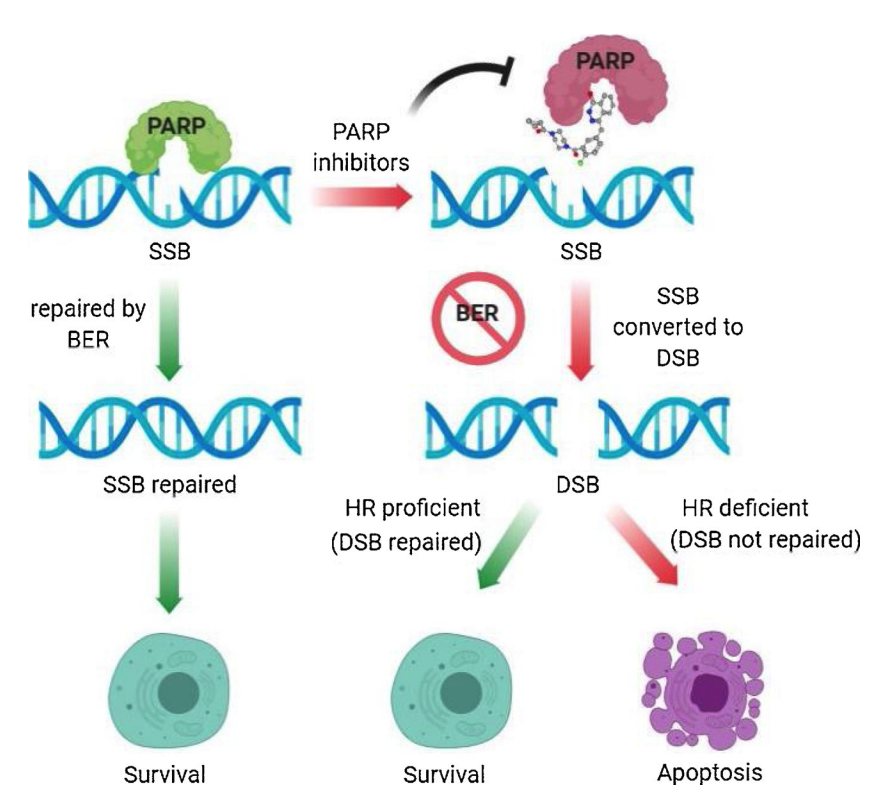 PARP
PARP
PARP
inhibitors
SSB
SSB
repaired by
BER
BER
SSB
converted to
DSB
SSB repaired
DSB
HR proficient
(DSB repaired)
HR deficient
(DSB not repaired)
Survival
Survival
Apoptosis